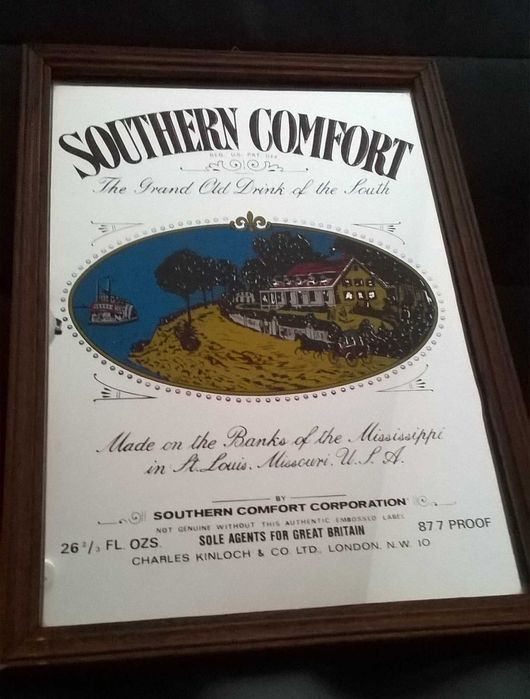 SOUTHERN COMFORT
REG. U.S. PAT. OFF.
The Grand Old Drink of the South
Made on the Banks of the Mississippi
in St. Louis, Missouri, U.S.A.
BY
SOUTHERN COMFORT CORPORATION
NOT GENUINE WITHOUT THIS AUTHENTIC EMBOSSED LABEL
26 2/3 FL. OZS. SOLE AGENTS FOR GREAT BRITAIN 87.7 PROOF
CHARLES KINLOCH & CO. LTD., LONDON, N.W. 10